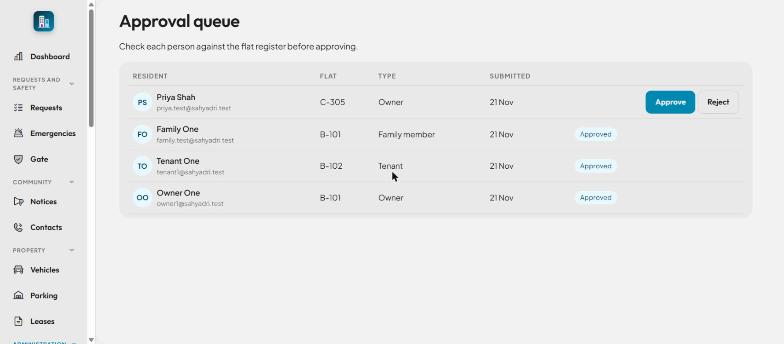 Approval queue
Check each person against the flat register before approving.
Dashboard
REQUESTS AND SAFETY
Requests
Emergencies
Gate
COMMUNITY
Notices
Contacts
PROPERTY
Vehicles
Parking
Leases
ADMINISTRATION
RESIDENT FLAT TYPE SUBMITTED
PS Priya Shah C-305 Owner 21 Nov Approve Reject
priya.test@sahyadri.test
FO Family One B-101 Family member 21 Nov Approved
family.test@sahyadri.test
TO Tenant One B-102 Tenant 21 Nov Approved
tenant1@sahyadri.test
OO Owner One B-101 Owner 21 Nov Approved
owner1@sahyadri.test